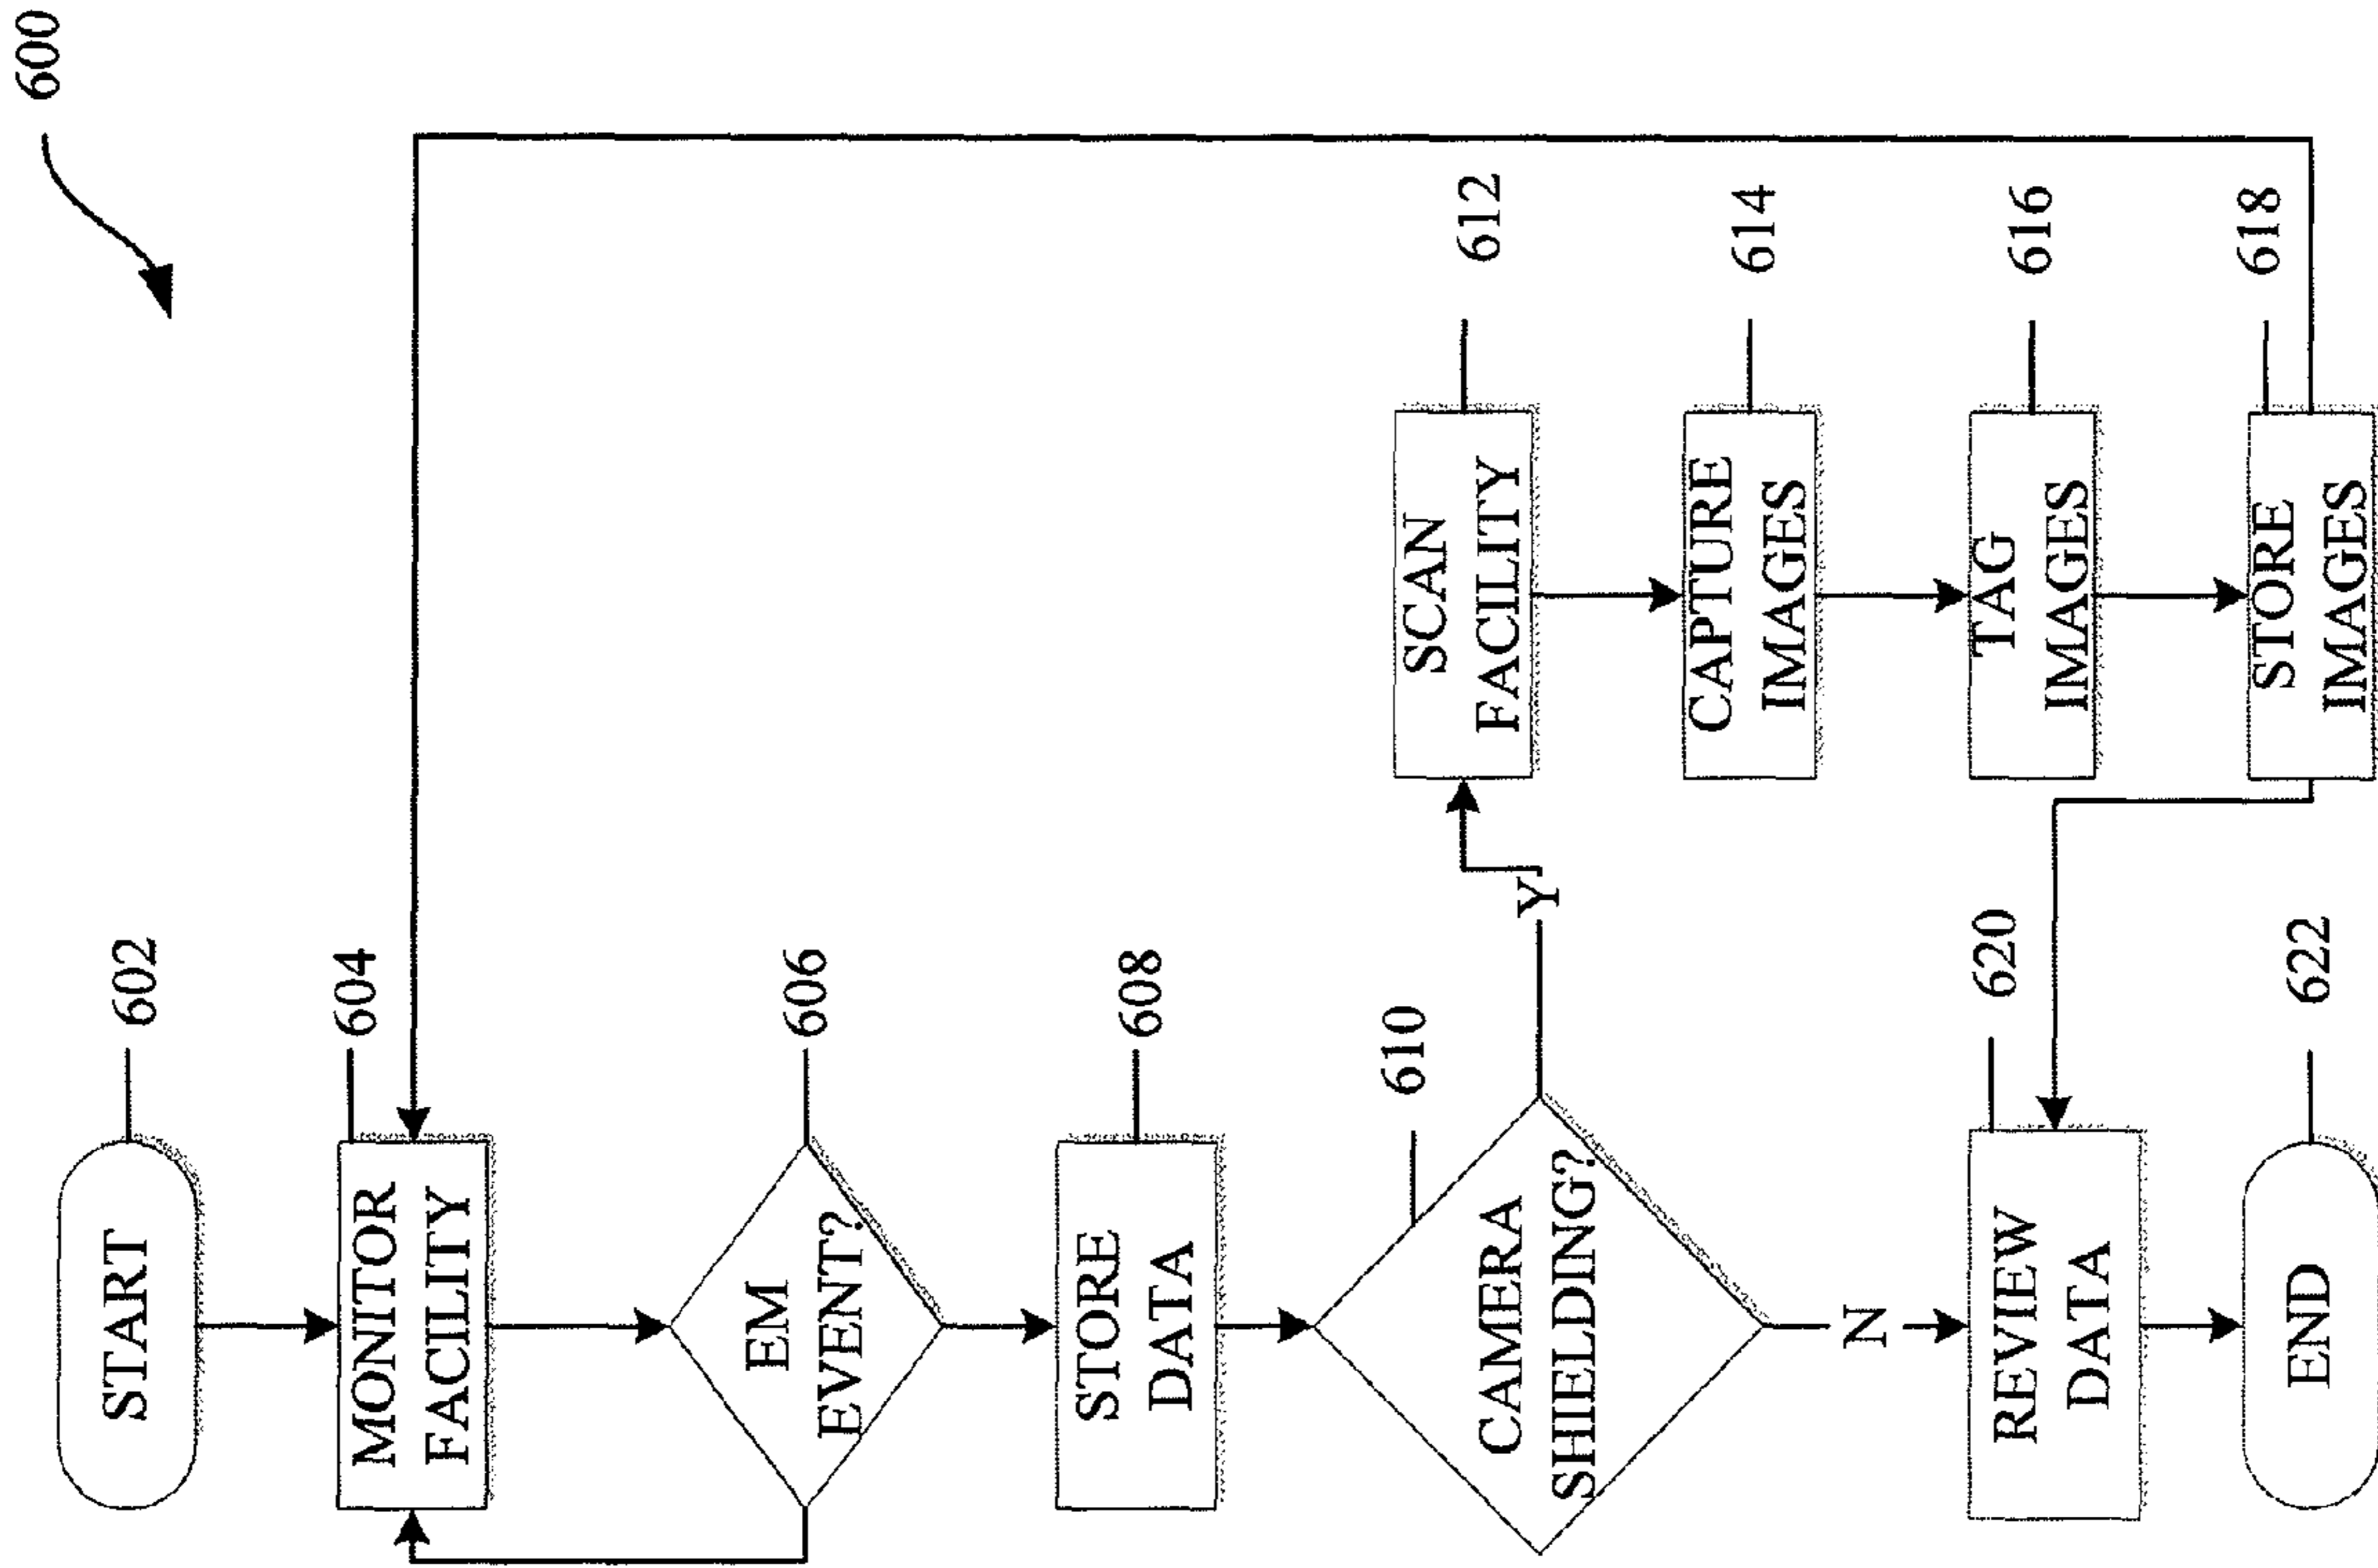 600
START
602
MONITOR
FACILITY
604
EM
EVENT?
606
STORE
DATA
608
CAMERA
SHIELDING?
610
Y
N
SCAN
FACILITY
612
CAPTURE
IMAGES
614
TAG
IMAGES
616
STORE
IMAGES
618
REVIEW
DATA
620
END
622